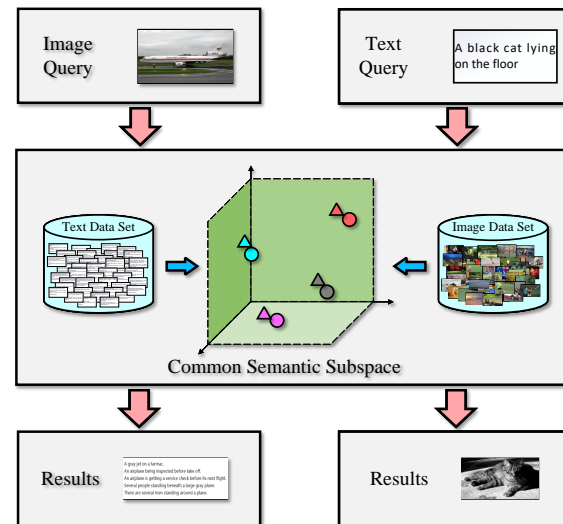 Image
Query
Text
Query
A black cat lying
on the floor
Text Data Set
Image Data Set
Common Semantic Subspace
Results
A gray jet on a tarmac.
An airplane being inspected before take off.
An airplane is getting a service check before its next flight.
Several people standing beneath a large gray plane.
There are several men standing around a plane.
Results